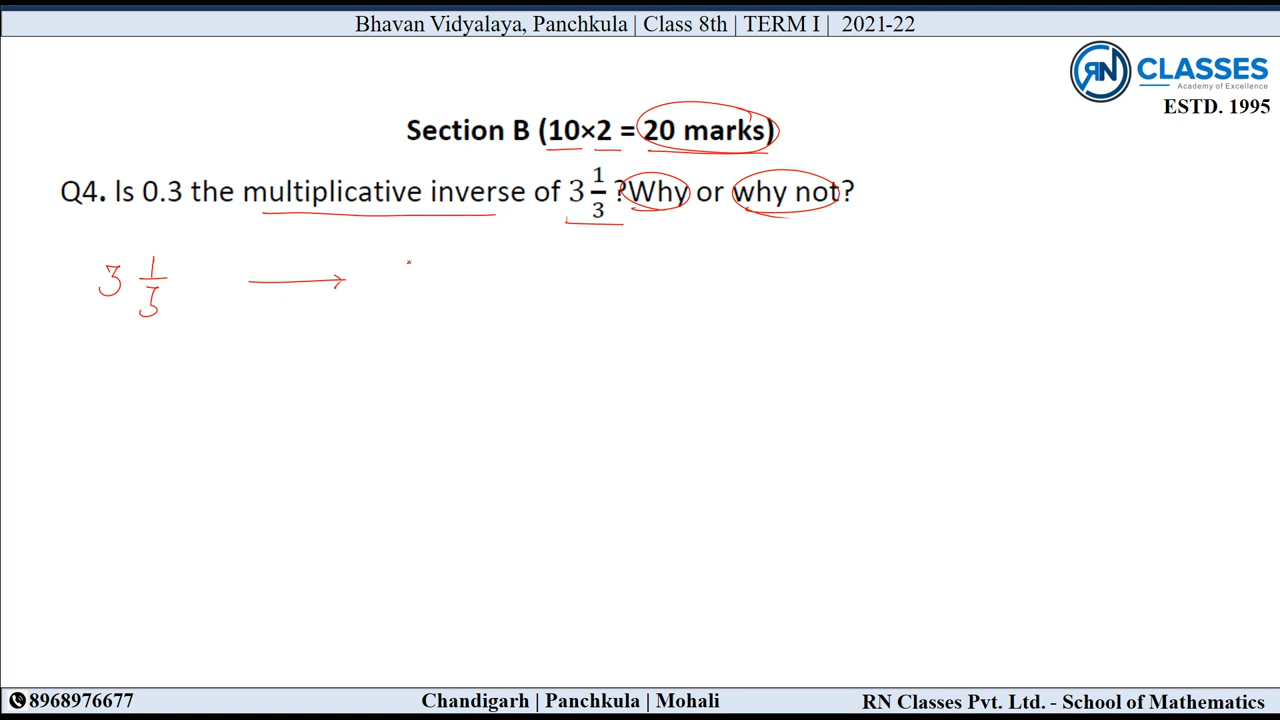 Bhavan Vidyalaya, Panchkula | Class 8th | TERM I | 2021-22
RN CLASSES
Academy of Excellence
ESTD. 1995
Section B (10×2 = 20 marks)
Q4. Is 0.3 the multiplicative inverse of 3 1/3 ? Why or why not?
3 1/3 →
8968976677
Chandigarh | Panchkula | Mohali
RN Classes Pvt. Ltd. - School of Mathematics